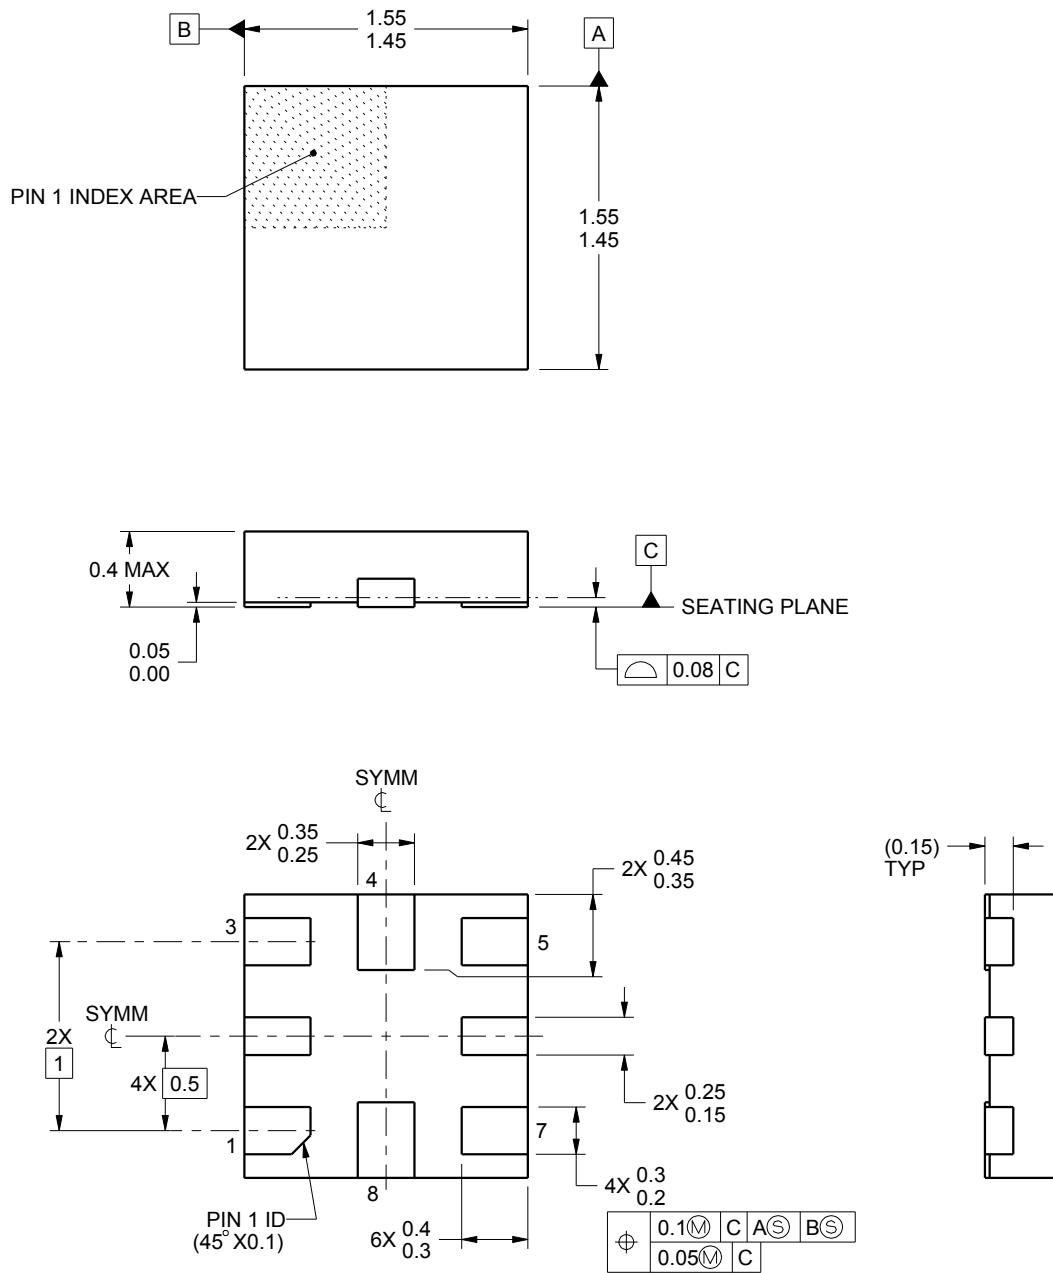 B
1.55
1.45
A
PIN 1 INDEX AREA
1.55
1.45
0.4 MAX
C
SEATING PLANE
0.05
0.00
0.08 C
SYMM
℄
2X 0.35
0.25
4
2X 0.45
0.35
(0.15)
TYP
3
5
SYMM
℄
2X
1
4X 0.5
2X 0.25
0.15
1
7
8
4X 0.3
0.2
PIN 1 ID
(45° X0.1)
6X 0.4
0.3
⌖ 0.1Ⓜ C AⓈ BⓈ
0.05Ⓜ C